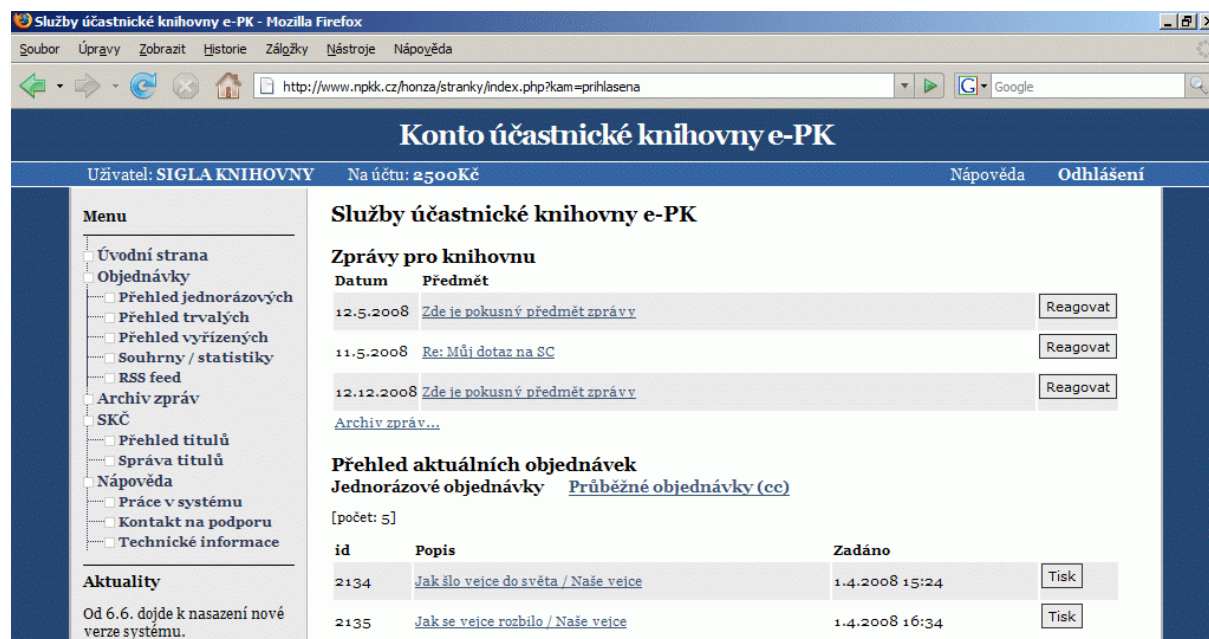 Služby účastnické knihovny e-PK - Mozilla Firefox
Soubor Úpravy Zobrazit Historie Záložky Nástroje Nápověda
http://www.npkk.cz/honza/stranky/index.php?kam=prihlasena
G Google
Konto účastnické knihovny e-PK
Uživatel: SIGLA KNIHOVNY Na účtu: 2500Kč Nápověda Odhlášení
Menu
Úvodní strana
Objednávky
Přehled jednorázových
Přehled trvalých
Přehled vyřízených
Souhrny / statistiky
RSS feed
Archiv zpráv
SKČ
Přehled titulů
Správa titulů
Nápověda
Práce v systému
Kontakt na podporu
Technické informace
Aktuality
Od 6.6. dojde k nasazení nové
verze systému.
Služby účastnické knihovny e-PK
Zprávy pro knihovnu
Datum Předmět
12.5.2008 Zde je pokusný předmět zprávy Reagovat
11.5.2008 Re: Můj dotaz na SC Reagovat
12.12.2008 Zde je pokusný předmět zprávy Reagovat
Archiv zpráv...
Přehled aktuálních objednávek
Jednorázové objednávky Průběžné objednávky (cc)
[počet: 5]
id Popis Zadáno
2134 Jak šlo vejce do světa / Naše vejce 1.4.2008 15:24 Tisk
2135 Jak se vejce rozbilo / Naše vejce 1.4.2008 16:34 Tisk